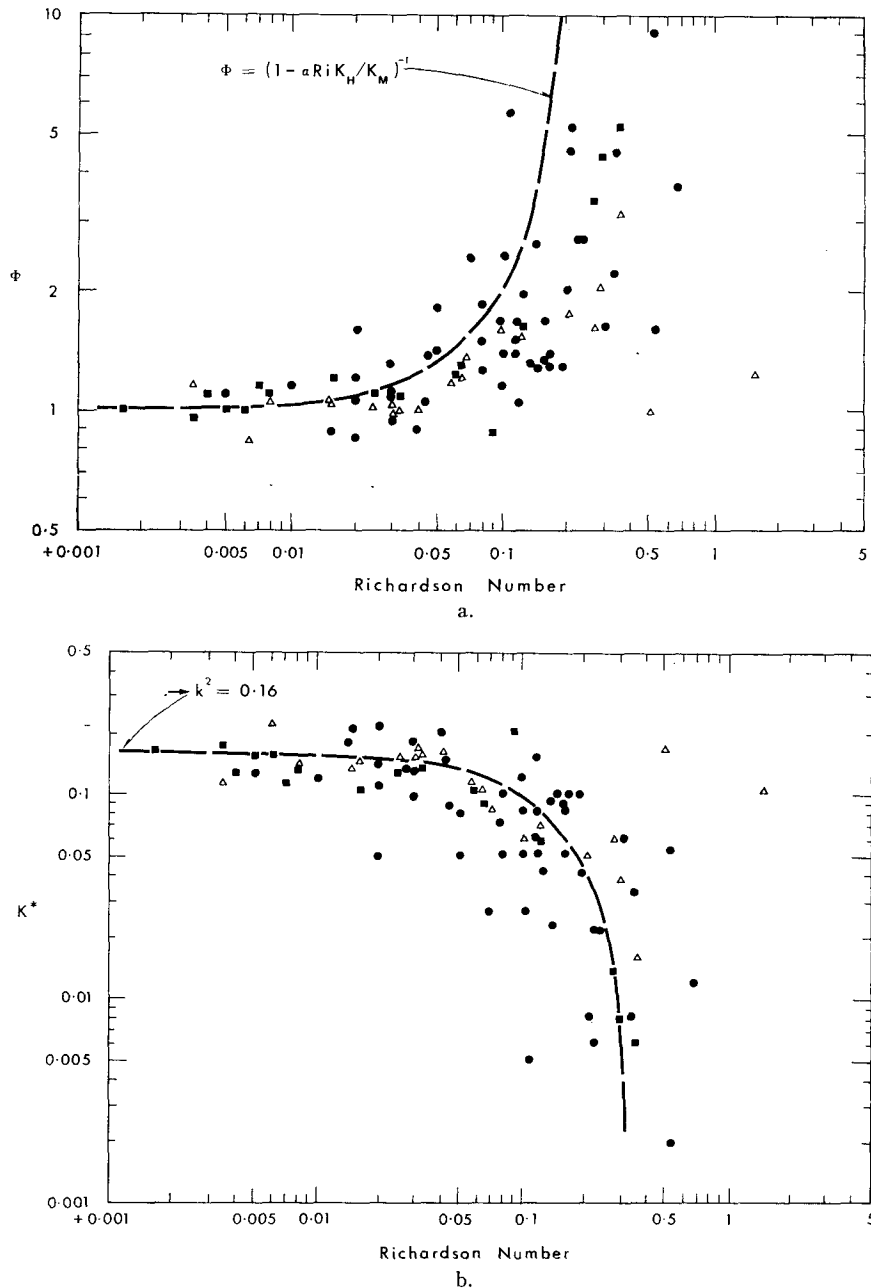 10
Φ = (1 - αRiK_H/K_M)^-1
5
Φ
2
1
0·5
+0·001 0·005 0·01 0·05 0·1 0·5 1 5
Richardson Number
a.
0·5
k² = 0·16
0·1
0·05
K*
0·01
0·005
0·001
+0·001 0·005 0·01 0·05 0·1 0·5 1 5
Richardson Number
b.